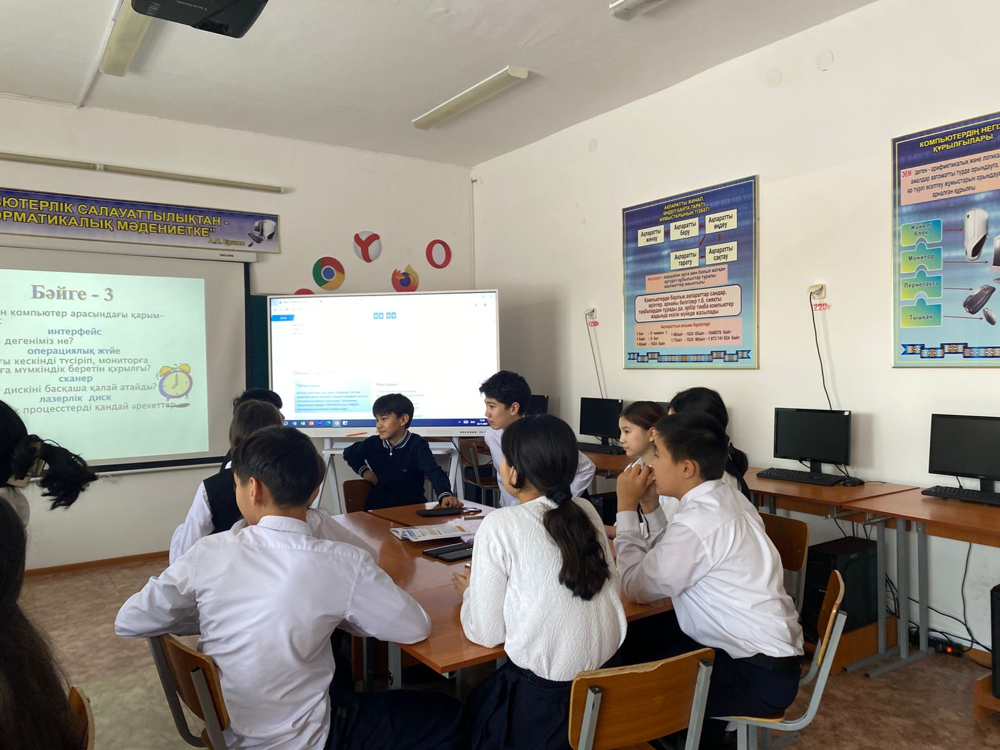 ЬЮТЕРЛІК САЛАУАТТЫЛЫҚТАН -
ОРМАТИКАЛЫҚ МӘДЕНИЕТКЕ”
А.П. Ершов
Бәйге - 3
н компьютер арасындағы қарым–
интерфейс
дегеніміз не?
операциялық жүйе
ғы кескінді түсіріп, мониторға
ға мүмкіндік беретін құрылғы?
сканер
дискіні басқаша қалай атайды?
лазерлік диск
к процесстерді қандай әрекеттер
Топтық жұмыс
Жеке жұмыс
АҚПАРАТТЫ ЖИНАП,
ӨҢДЕП ҚАЙТА ТАРАТУ
ЖҰМЫСТАРЫНЫҢ ТІЗБЕГІ
Ақпаратты жинау
Ақпаратты беру
Ақпаратты өңдеу
Ақпаратты тарату
Ақпаратты сақтау
Ақпарат - қоршаған орта мен болып жатқан
әртүрлі құбылыстар туралы
мәліметтер жиынтығы
Компьютерде барлық ақпараттар сандар,
әріптер, арнайы белгілер т.б. сияқты
таңбалардан тұрады да, әрбір таңба компьютер
жадында екілік жүйеде жазылады
Ақпараттың өлшем бірліктері
1 бит - 0 немесе 1 1 Мбайт - 1024 Кбайт - 1048576 байт
1 байт - 8 бит 1 Гбайт - 1024 Мбайт - 1 073 741 824 байт
1 Кбайт - 1024 байт
КОМПЬЮТЕРДІҢ НЕГІЗ
ҚҰРЫЛҒЫЛАРЫ.
ЭЕМ деген - арифметикалық және логика
амалдар автоматты түрде орындауға,
әр түрлі есептеу жұмыстарын орындау
арналған құрылғы
Жүйелі
блок
Монитор
Пернетақта
Тышқан
220v
220v
ViewSonic